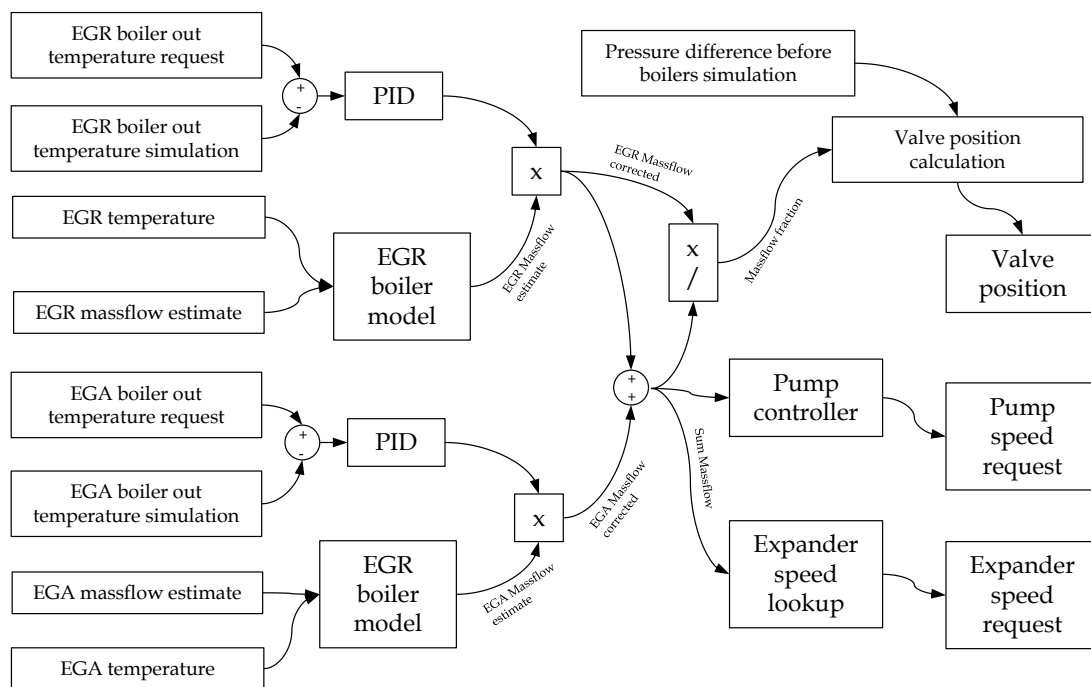 EGR boiler out
temperature request
EGR boiler out
temperature simulation
+
-
PID
EGR temperature
EGR massflow estimate
EGR
boiler
model
x
EGR Massflow
estimate
EGR Massflow
corrected
x
/
Massflow fraction
Pressure difference before
boilers simulation
Valve position
calculation
Valve
position
EGA boiler out
temperature request
EGA boiler out
temperature simulation
+
-
PID
EGA massflow estimate
EGA temperature
EGR
boiler
model
x
EGA Massflow
estimate
EGA Massflow
corrected
+
+
Sum Massflow
Pump
controller
Pump
speed
request
Expander
speed
lookup
Expander
speed
request